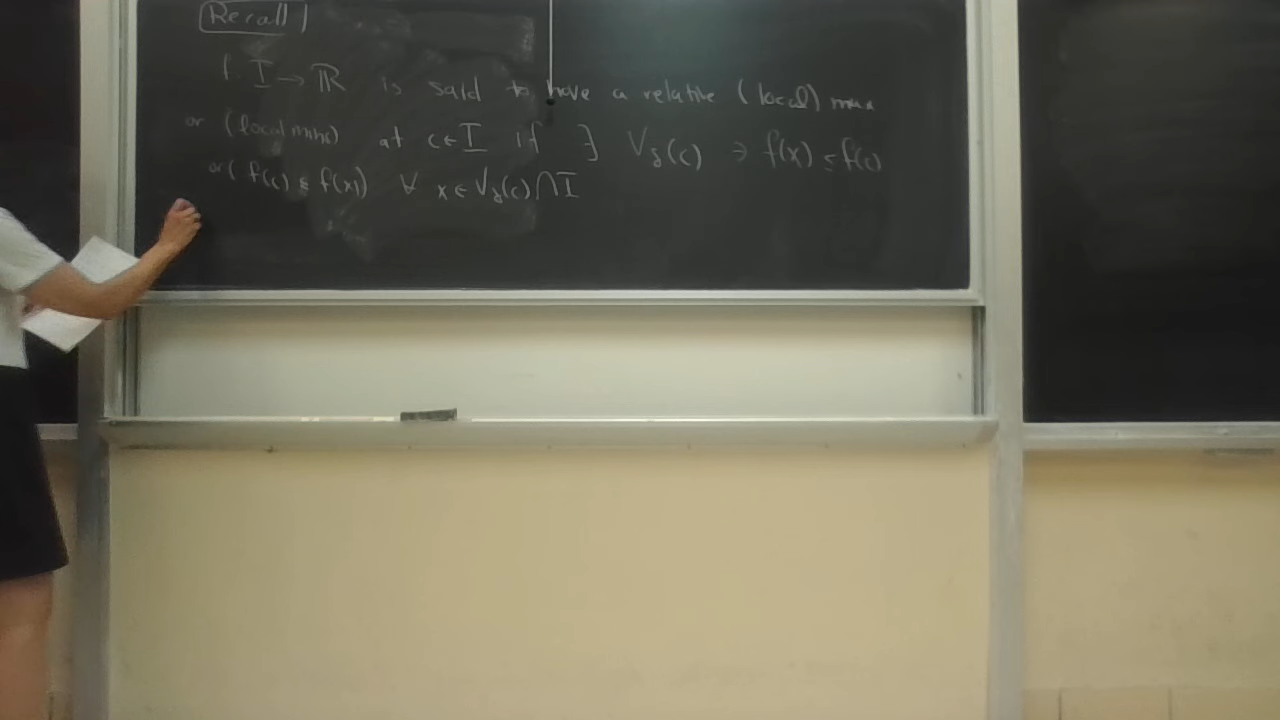 Recall
f: I → ℝ is said to have a relative (local) max
or (local min) at c ∈ I if ∃ V_δ(c) ∋ f(x) ≤ f(c)
or ( f(c) ≤ f(x)) ∀ x ∈ V_δ(c) ∩ I